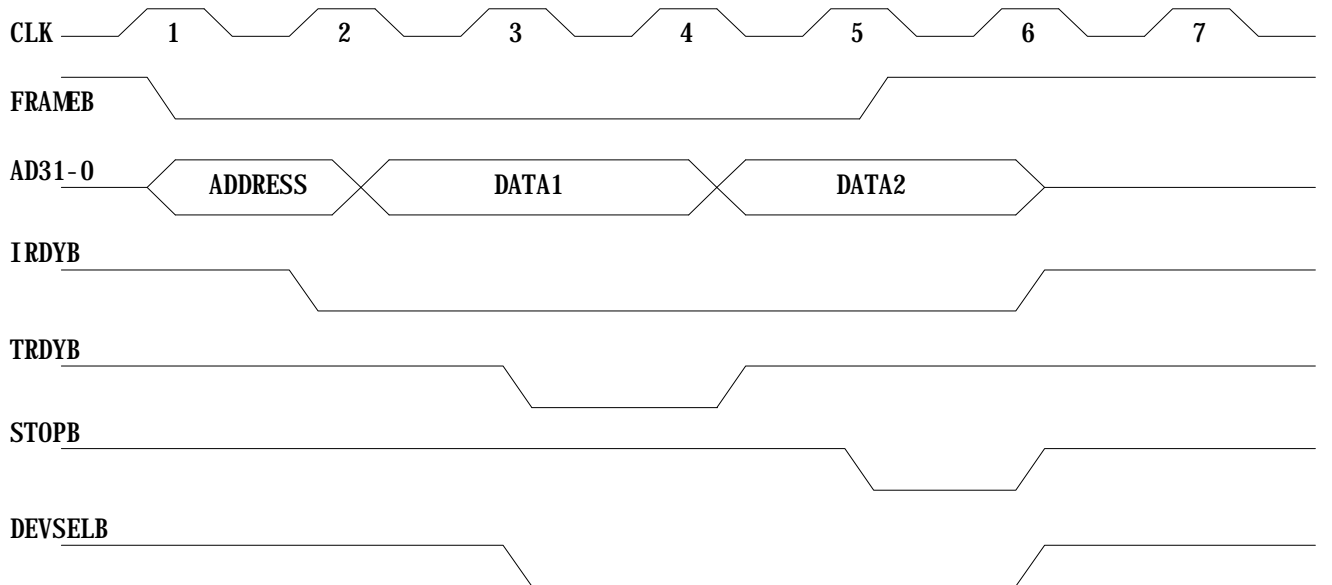 CLK 1 2 3 4 5 6 7
FRAMEB
AD31-0 ADDRESS DATA1 DATA2
IRDYB
TRDYB
STOPB
DEVSELB